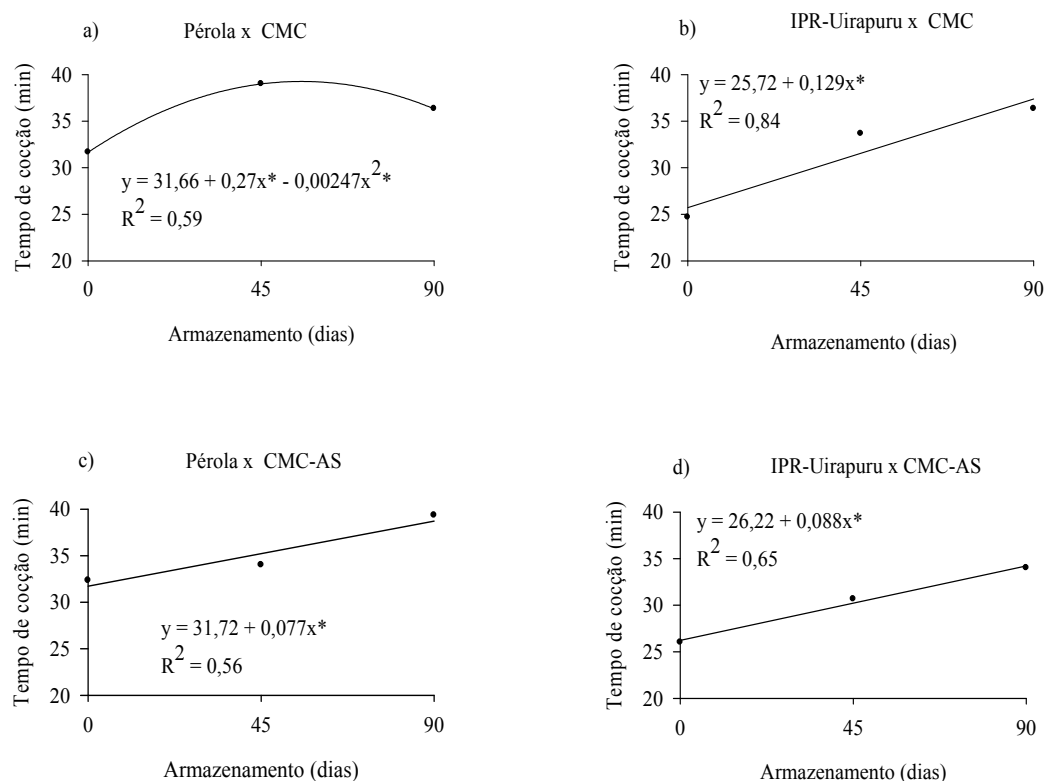 a) Pérola x CMC
Tempo de cocção (min)
40
35
30
25
20
y = 31,66 + 0,27x* - 0,00247x²*
R² = 0,59
0 45 90
Armazenamento (dias)
b) IPR-Uirapuru x CMC
Tempo de cocção (min)
40
35
30
25
20
y = 25,72 + 0,129x*
R² = 0,84
0 45 90
Armazenamento (dias)
c) Pérola x CMC-AS
Tempo de cocção (min)
40
35
30
25
20
y = 31,72 + 0,077x*
R² = 0,56
0 45 90
Armazenamento (dias)
d) IPR-Uirapuru x CMC-AS
Tempo de cocção (min)
40
35
30
25
20
y = 26,22 + 0,088x*
R² = 0,65
0 45 90
Armazenamento (dias)